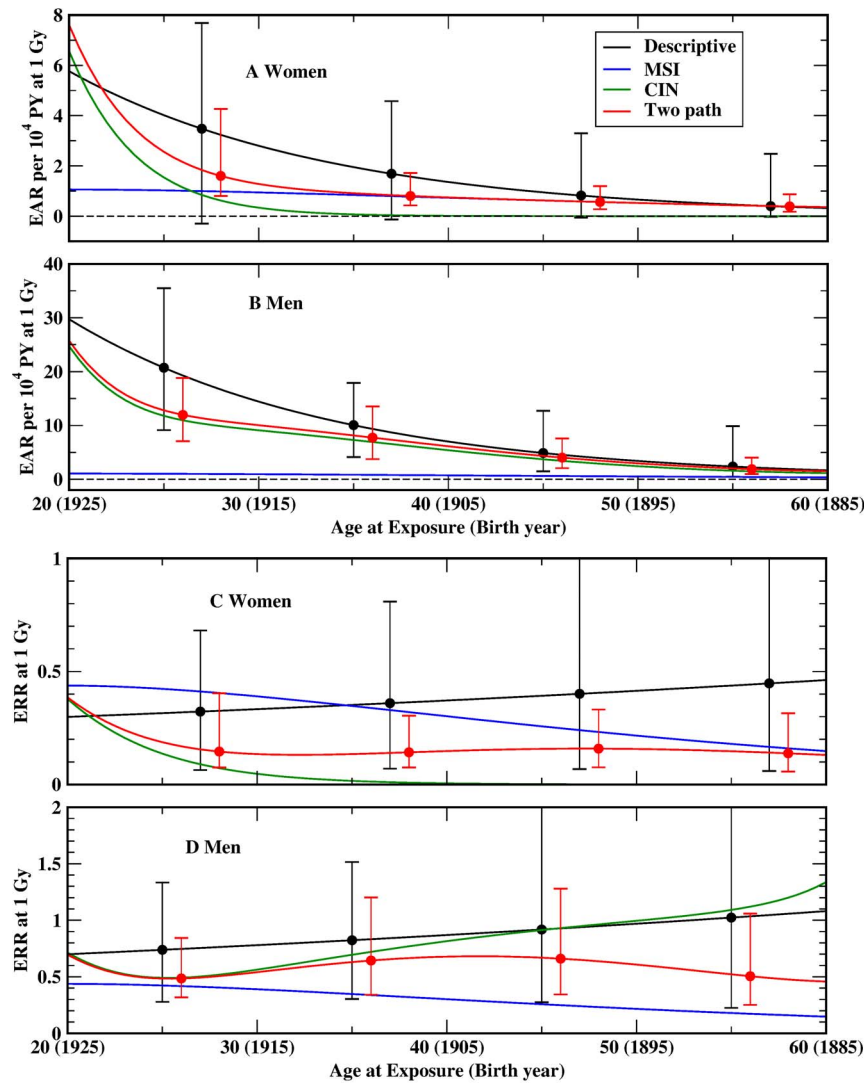 8
6
4
2
0
EAR per 10⁴ PY at 1 Gy
A Women
Descriptive
MSI
CIN
Two path
40
30
20
10
0
EAR per 10⁴ PY at 1 Gy
B Men
20 (1925) 30 (1915) 40 (1905) 50 (1895) 60 (1885)
Age at Exposure (Birth year)
1
0.5
0
ERR at 1 Gy
C Women
2
1.5
1
0.5
0
ERR at 1 Gy
D Men
20 (1925) 30 (1915) 40 (1905) 50 (1895) 60 (1885)
Age at Exposure (Birth year)